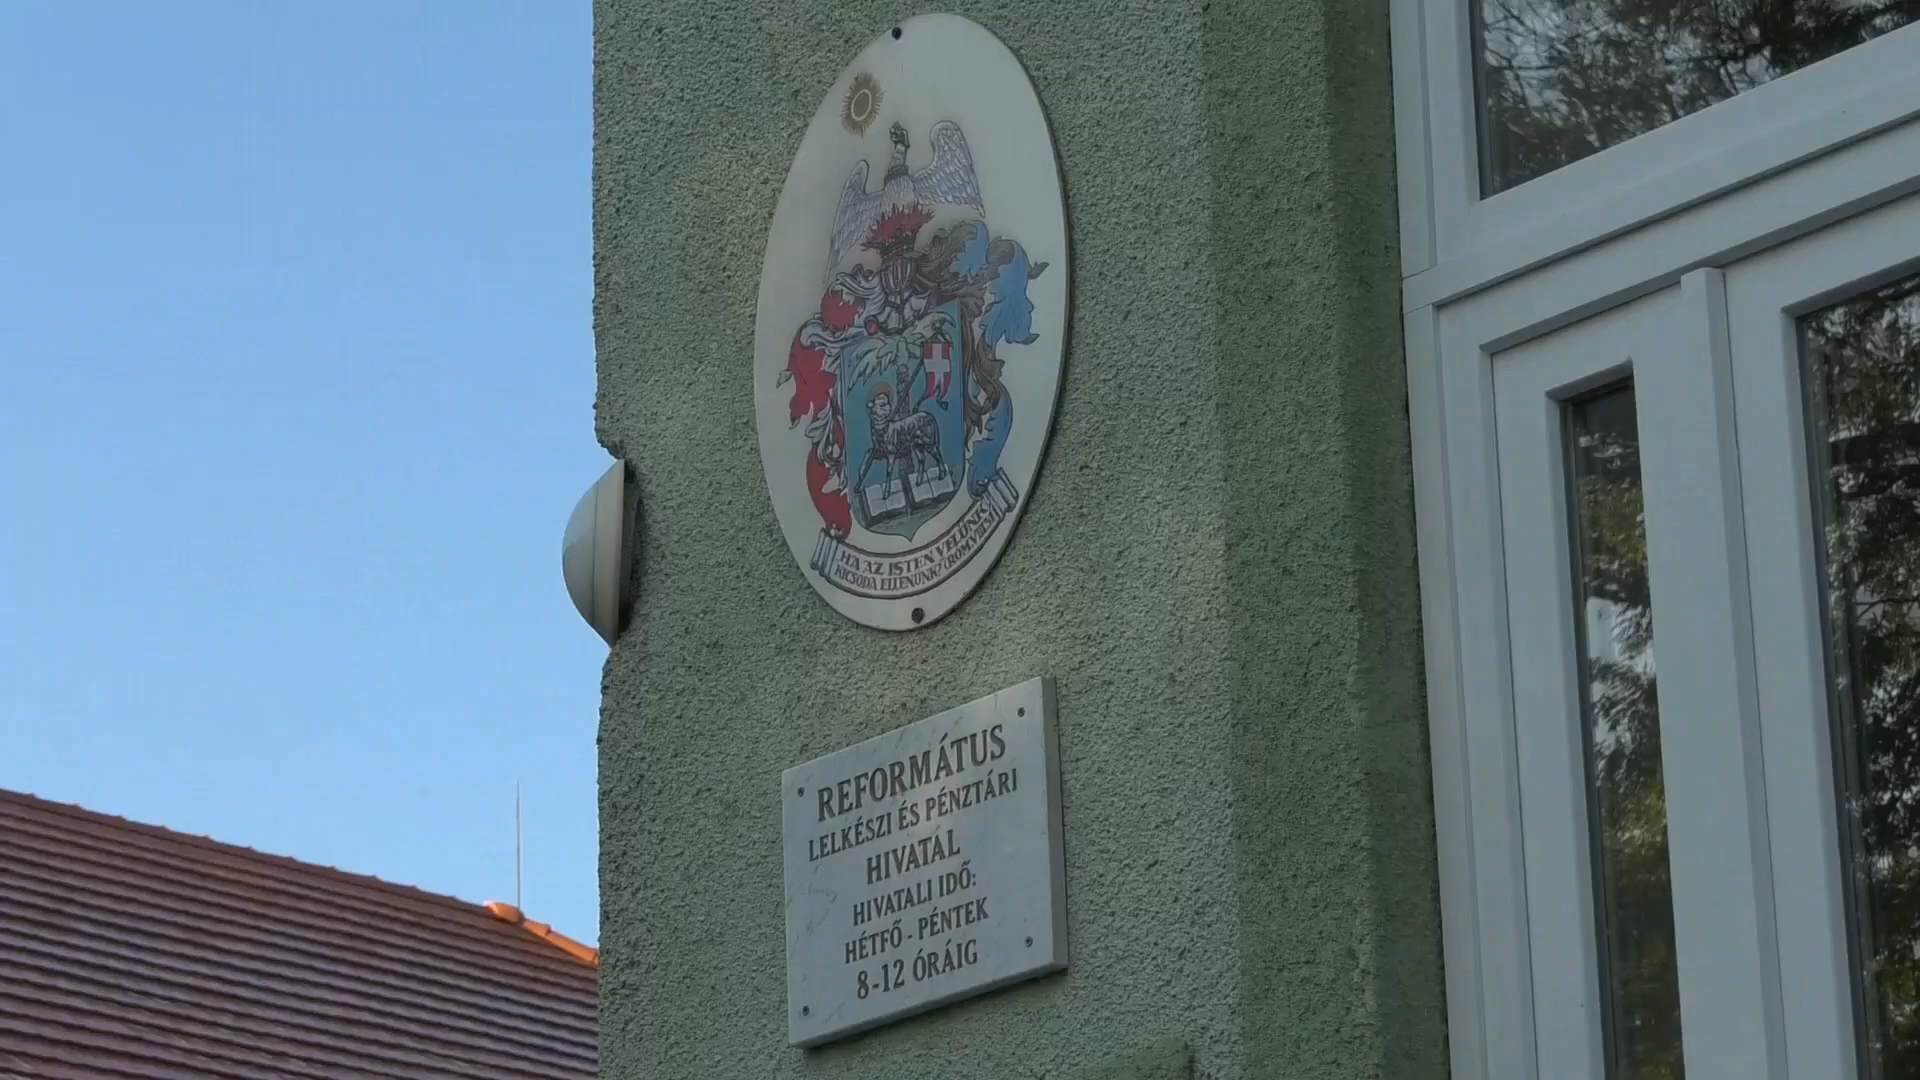 HA AZ ISTEN VELÜNK
KICSODA ELLENÜNK? (RÓM. VIII.31.)
REFORMÁTUS
LELKÉSZI ÉS PÉNZTÁRI
HIVATAL
HIVATALI IDŐ:
HÉTFŐ - PÉNTEK
8-12 ÓRÁIG